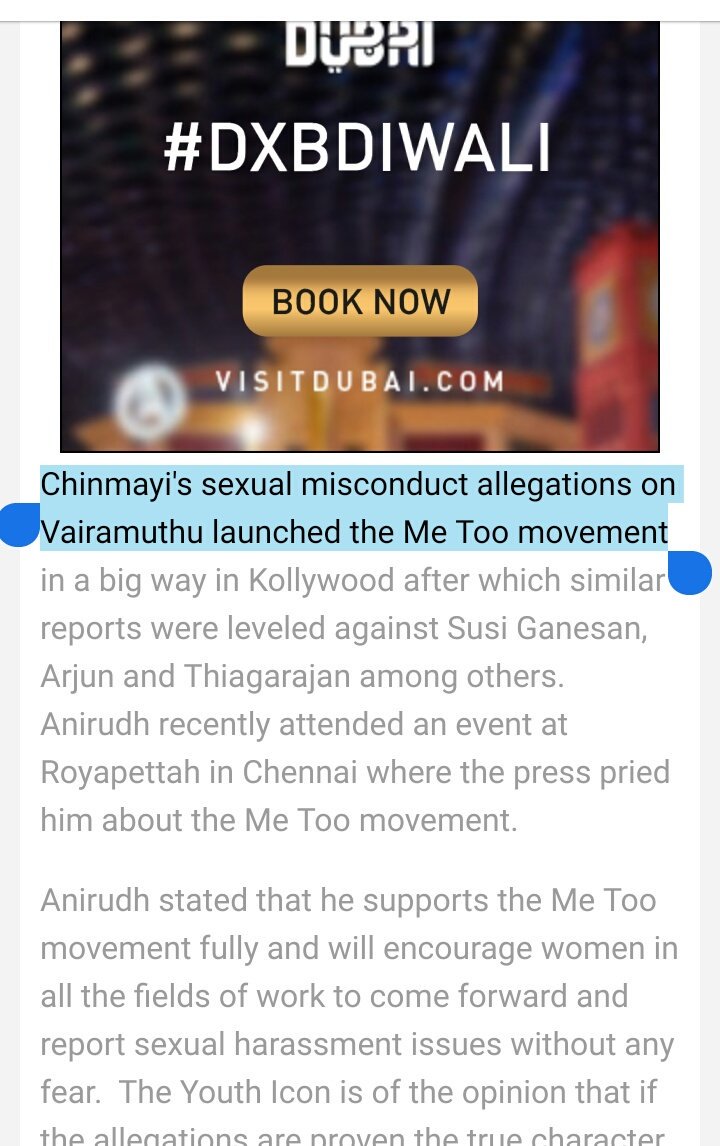 DUBAI
#DXBDIWALI
BOOK NOW
VISITDUBAI.COM
Chinmayi's sexual misconduct allegations on
Vairamuthu launched the Me Too movement
in a big way in Kollywood after which similar
reports were leveled against Susi Ganesan,
Arjun and Thiagarajan among others.
Anirudh recently attended an event at
Royapettah in Chennai where the press pried
him about the Me Too movement.
Anirudh stated that he supports the Me Too
movement fully and will encourage women in
all the fields of work to come forward and
report sexual harassment issues without any
fear.  The Youth Icon is of the opinion that if
the allegations are proven the true character